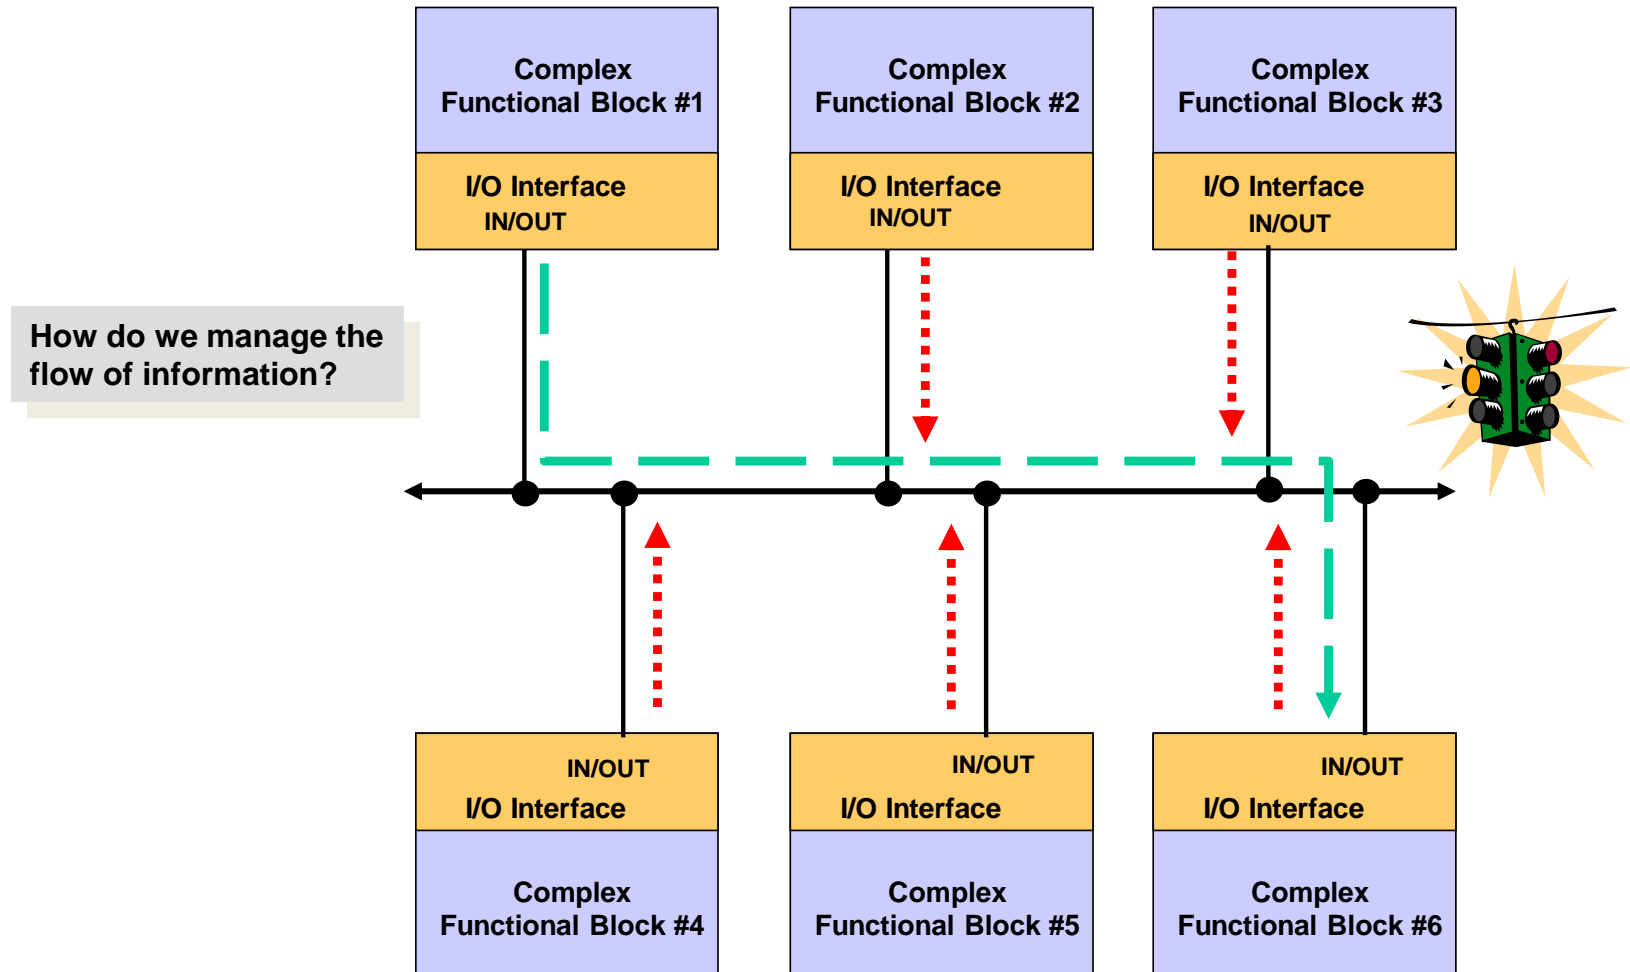 Complex
Functional Block #1
Complex
Functional Block #2
Complex
Functional Block #3
I/O Interface
IN/OUT
I/O Interface
IN/OUT
I/O Interface
IN/OUT
How do we manage the
flow of information?
IN/OUT
I/O Interface
IN/OUT
I/O Interface
IN/OUT
I/O Interface
Complex
Functional Block #4
Complex
Functional Block #5
Complex
Functional Block #6